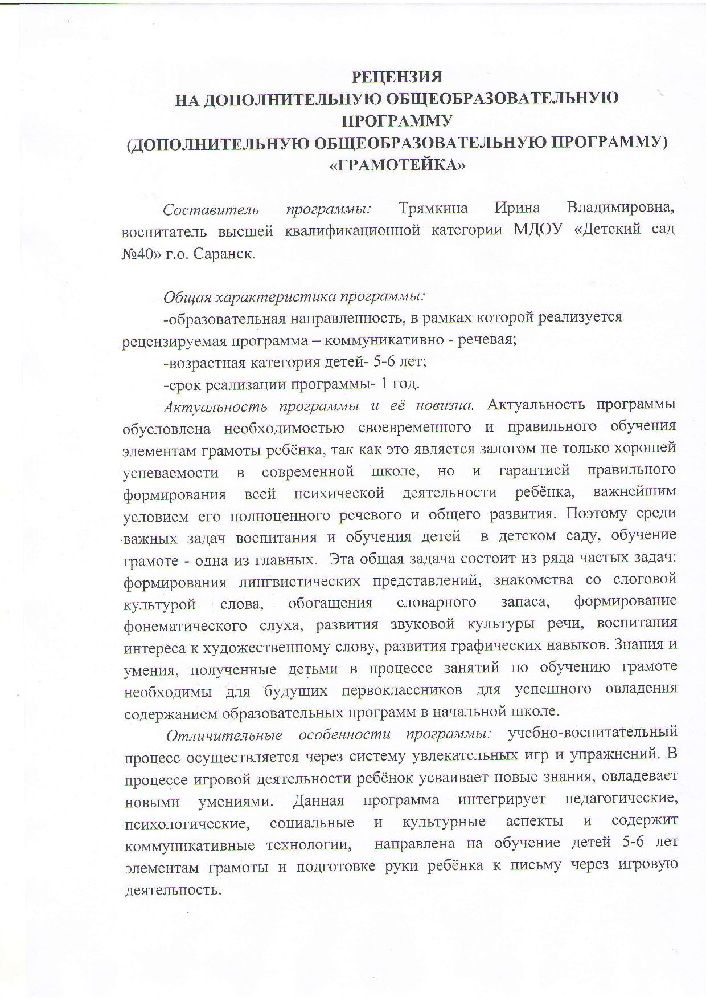 РЕЦЕНЗИЯ
НА ДОПОЛНИТЕЛЬНУЮ ОБЩЕОБРАЗОВАТЕЛЬНУЮ
ПРОГРАММУ
(ДОПОЛНИТЕЛЬНУЮ ОБЩЕОБРАЗОВАТЕЛЬНУЮ ПРОГРАММУ)
«ГРАМОТЕЙКА»
Составитель программы: Трямкина Ирина Владимировна,
воспитатель высшей квалификационной категории МДОУ «Детский сад
№40» г.о. Саранск.
Общая характеристика программы:
-образовательная направленность, в рамках которой реализуется
рецензируемая программа – коммуникативно - речевая;
-возрастная категория детей- 5-6 лет;
-срок реализации программы- 1 год.
Актуальность программы и её новизна. Актуальность программы
обусловлена необходимостью своевременного и правильного обучения
элементам грамоты ребёнка, так как это является залогом не только хорошей
успеваемости в современной школе, но и гарантией правильного
формирования всей психической деятельности ребёнка, важнейшим
условием его полноценного речевого и общего развития. Поэтому среди
важных задач воспитания и обучения детей в детском саду, обучение
грамоте - одна из главных. Эта общая задача состоит из ряда частых задач:
формирования лингвистических представлений, знакомства со слоговой
культурой слова, обогащения словарного запаса, формирование
фонематического слуха, развития звуковой культуры речи, воспитания
интереса к художественному слову, развития графических навыков. Знания и
умения, полученные детьми в процессе занятий по обучению грамоте
необходимы для будущих первоклассников для успешного овладения
содержанием образовательных программ в начальной школе.
Отличительные особенности программы: учебно-воспитательный
процесс осуществляется через систему увлекательных игр и упражнений. В
процессе игровой деятельности ребёнок усваивает новые знания, овладевает
новыми умениями. Данная программа интегрирует педагогические,
психологические, социальные и культурные аспекты и содержит
коммуникативные технологии, направлена на обучение детей 5-6 лет
элементам грамоты и подготовке руки ребёнка к письму через игровую
деятельность.